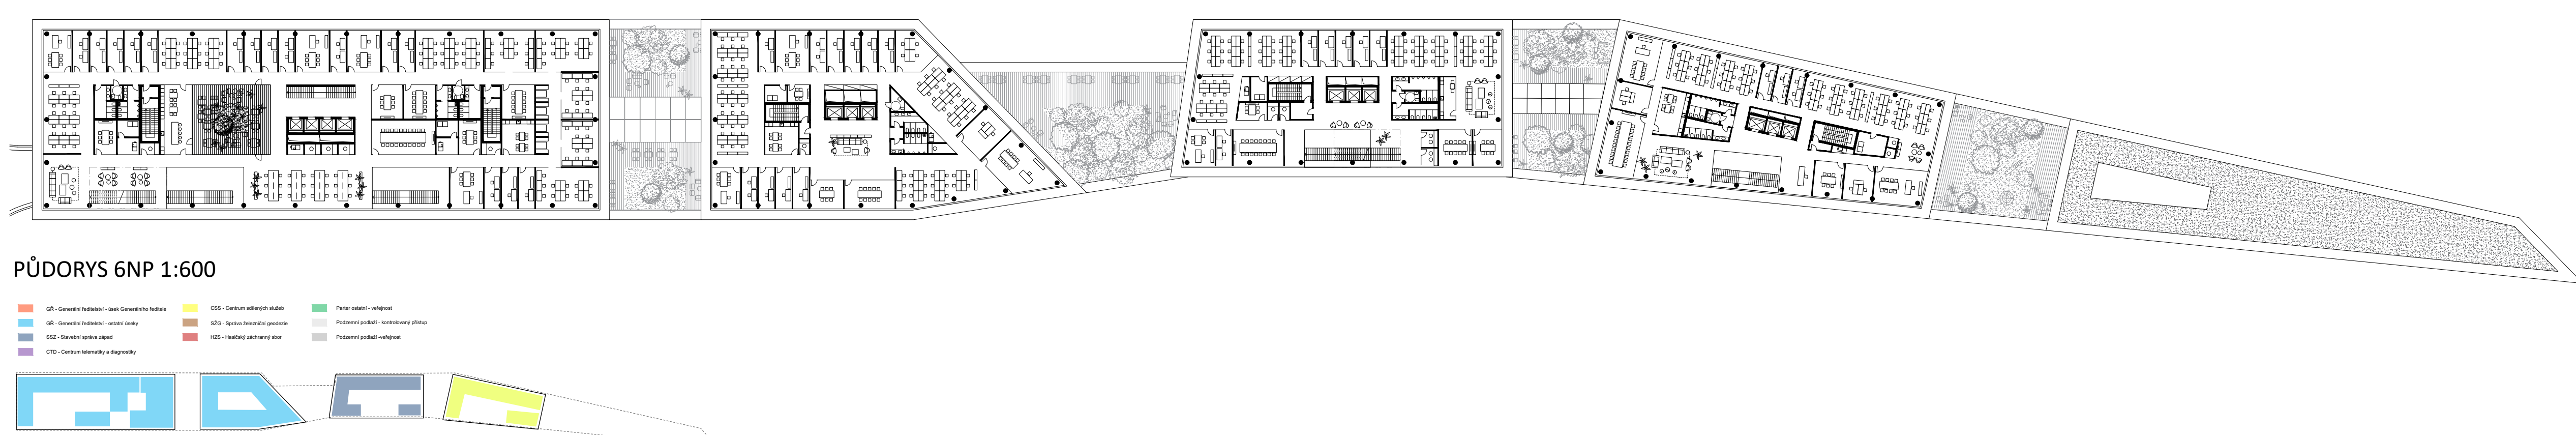 PŮDORYS 6NP 1:600
GŘ - Generální ředitelství - úsek Generálního ředitele
GŘ - Generální ředitelství - ostatní úseky
SSZ - Stavební správa západ
CTD - Centrum telematiky a diagnostiky
CSS - Centrum sdílených služeb
SŽG - Správa železniční geodezie
HZS - Hasičský záchranný sbor
Parter ostatní - veřejnost
Podzemní podlaží - kontrolovaný přístup
Podzemní podlaží -veřejnost